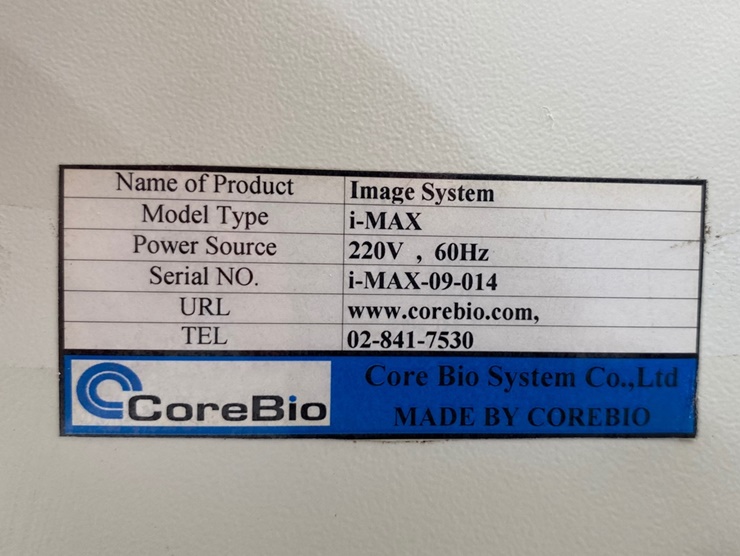 Name of Product Image System
Model Type i-MAX
Power Source 220V , 60Hz
Serial NO. i-MAX-09-014
URL www.corebio.com,
TEL 02-841-7530
CoreBio
Core Bio System Co.,Ltd
MADE BY COREBIO